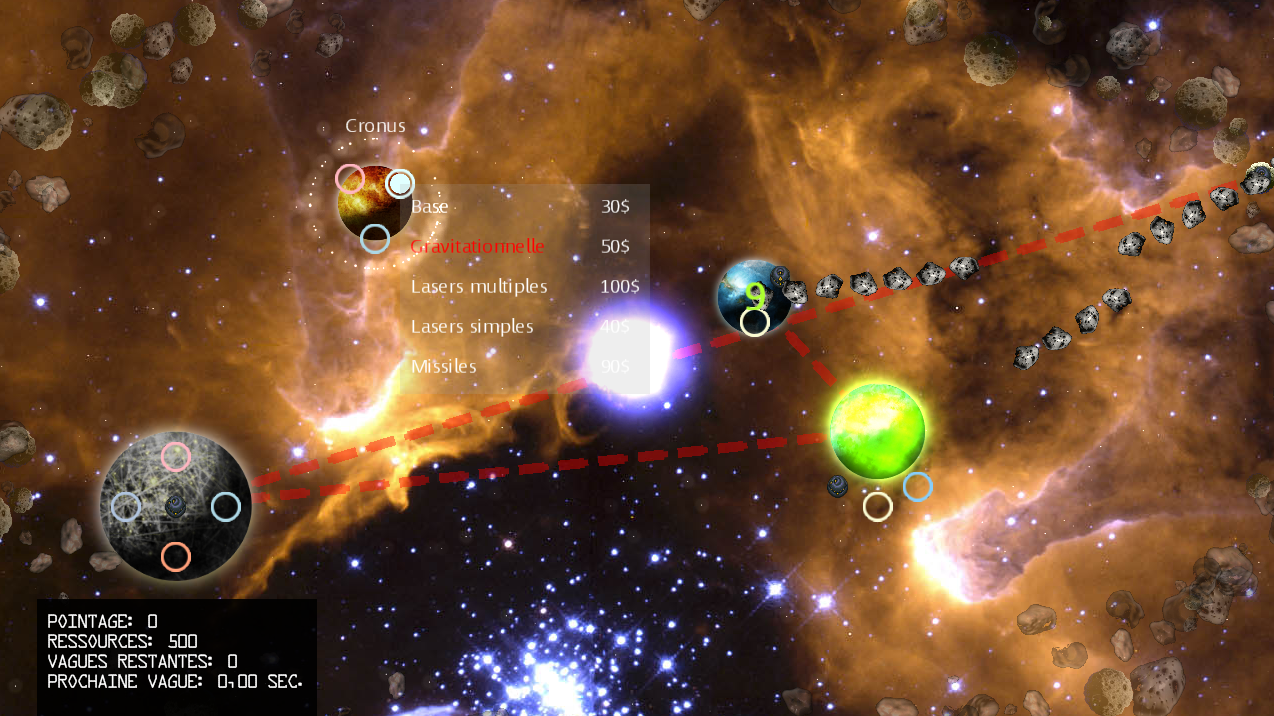 Cronus
Base 30$
Gravitationnelle 50$
Lasers multiples 100$
Lasers simples 40$
Missiles 90$
9
POINTAGE: 0
RESSOURCES: 500
VAGUES RESTANTES: 0
PROCHAINE VAGUE: 0,00 SEC.